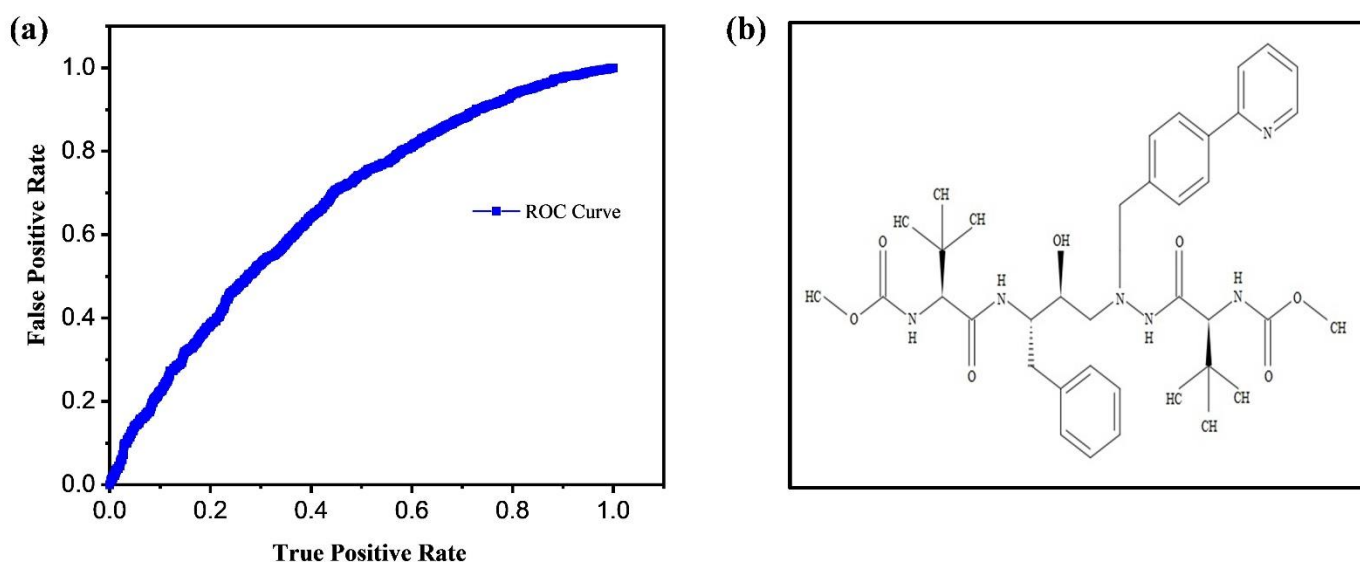 (a)
1.0
0.8
0.6
0.4
0.2
0.0
False Positive Rate
ROC Curve
0.0 0.2 0.4 0.6 0.8 1.0
True Positive Rate
(b)
N
CH
HC CH
O OH O
H H
HC O N N N NH N O CH
H
O O
HC CH
CH